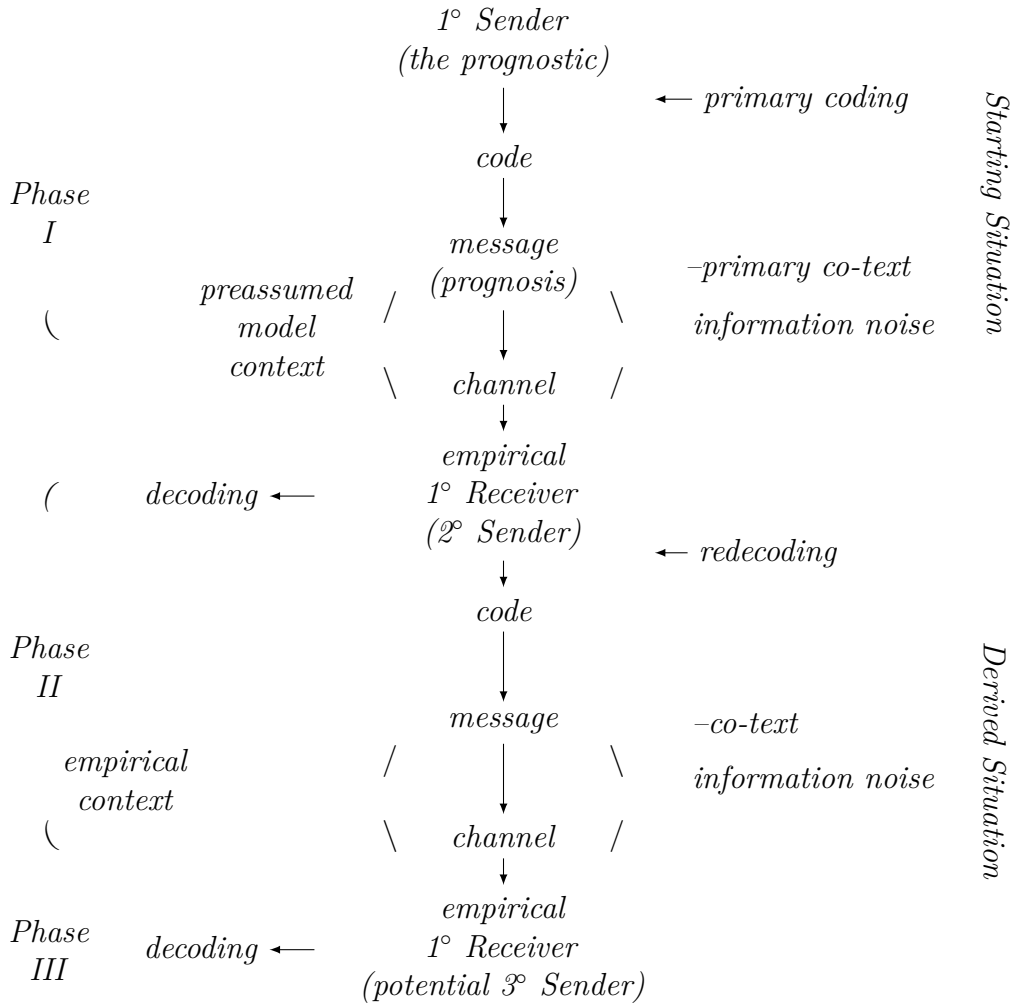 1° Sender
(the prognostic)
primary coding
Starting Situation
code
Phase
I
message
(prognosis)
–primary co-text
preassumed
model
context
/
\
information noise
(
\
channel
/
empirical
1° Receiver
(2° Sender)
(
decoding
redecoding
code
Phase
II
Derived Situation
message
–co-text
empirical
context
/
\
information noise
(
\
channel
/
empirical
1° Receiver
(potential 3° Sender)
Phase
III
decoding